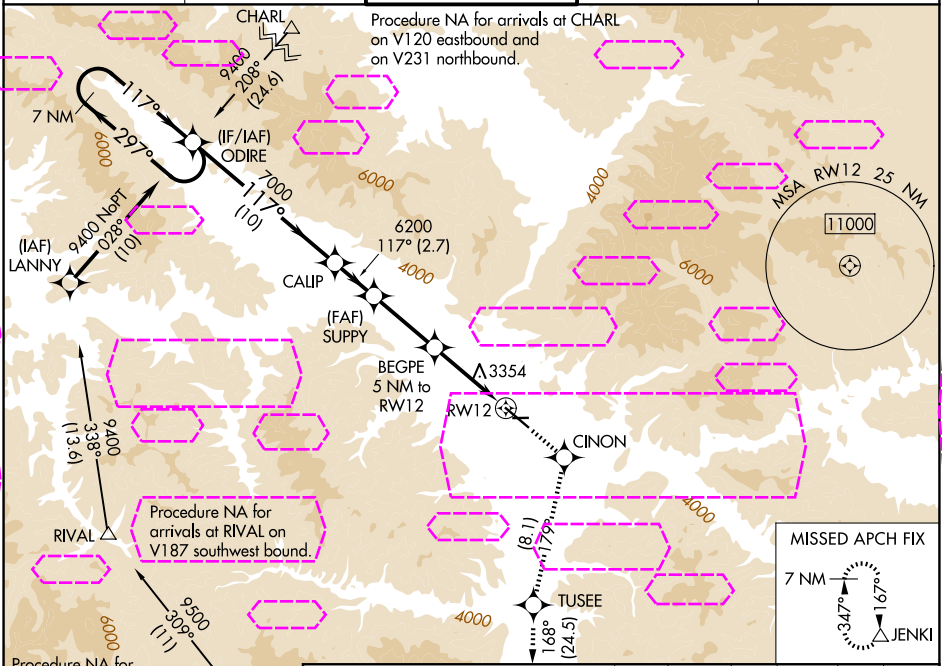 CHARL
Procedure NA for arrivals at CHARL
on V120 eastbound and
on V231 northbound.
9400
208°
(24.6)
7 NM
117°
297°
(IF/IAF)
ODIRE
6000
6000
4000
MSA RW12 25 NM
11000
7000
117°
(10)
9400 NoPT
028°
(10)
(IAF)
LANNY
6200
117° (2.7)
4000
6000
CALIP
(FAF)
SUPPY
BEGPE
5 NM to
RW12
3354
RW12
CINON
9400
338°
(13.6)
RIVAL
Procedure NA for
arrivals at RIVAL on
V187 southwest bound.
4000
179°
(8.1)
MISSED APCH FIX
7 NM
347°
167°
JENKI
TUSEE
168°
(24.5)
4000
9500
309°
(11)
6000
Procedure NA for